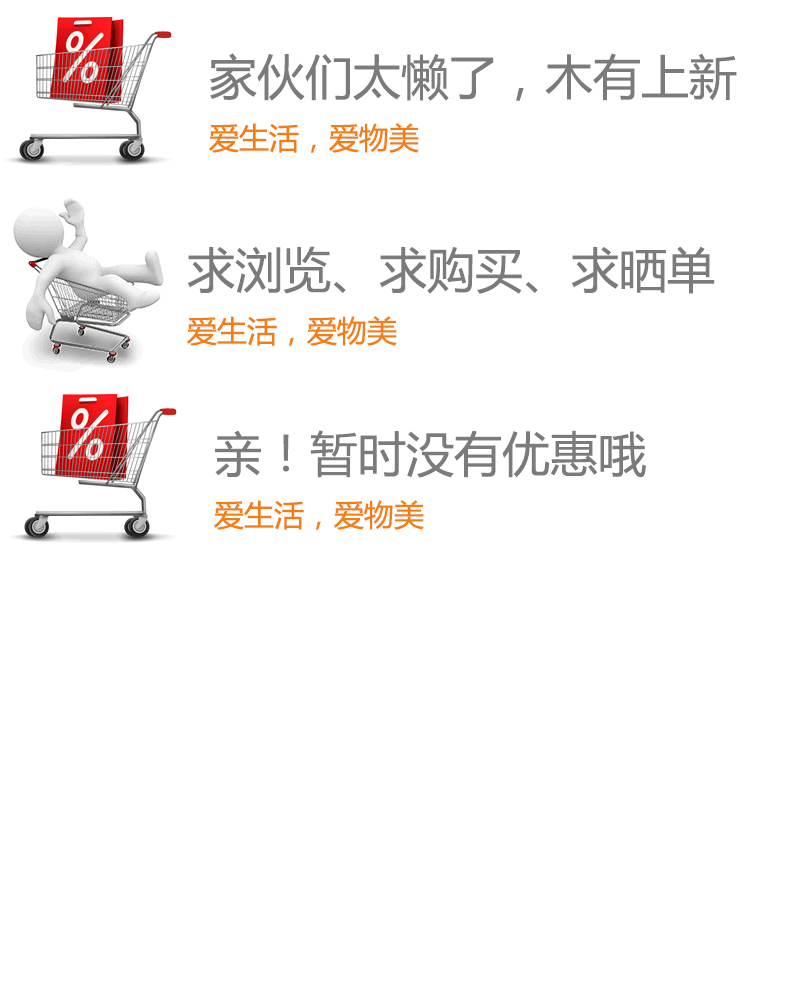 %
家伙们太懒了，木有上新
爱生活，爱物美
求浏览、求购买、求晒单
爱生活，爱物美
%
亲！暂时没有优惠哦
爱生活，爱物美